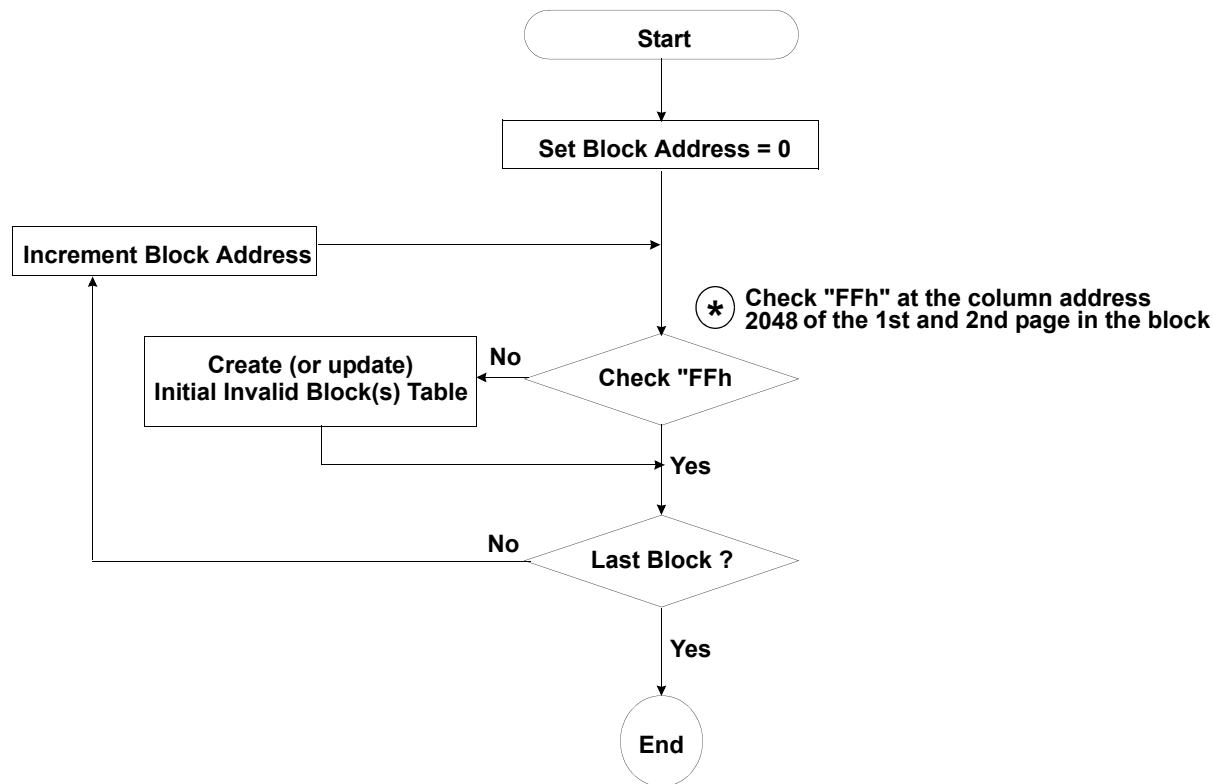 Start
Set Block Address = 0
Increment Block Address
* Check "FFh" at the column address
2048 of the 1st and 2nd page in the block
Create (or update)
Initial Invalid Block(s) Table
No
Check "FFh
Yes
No
Last Block ?
Yes
End